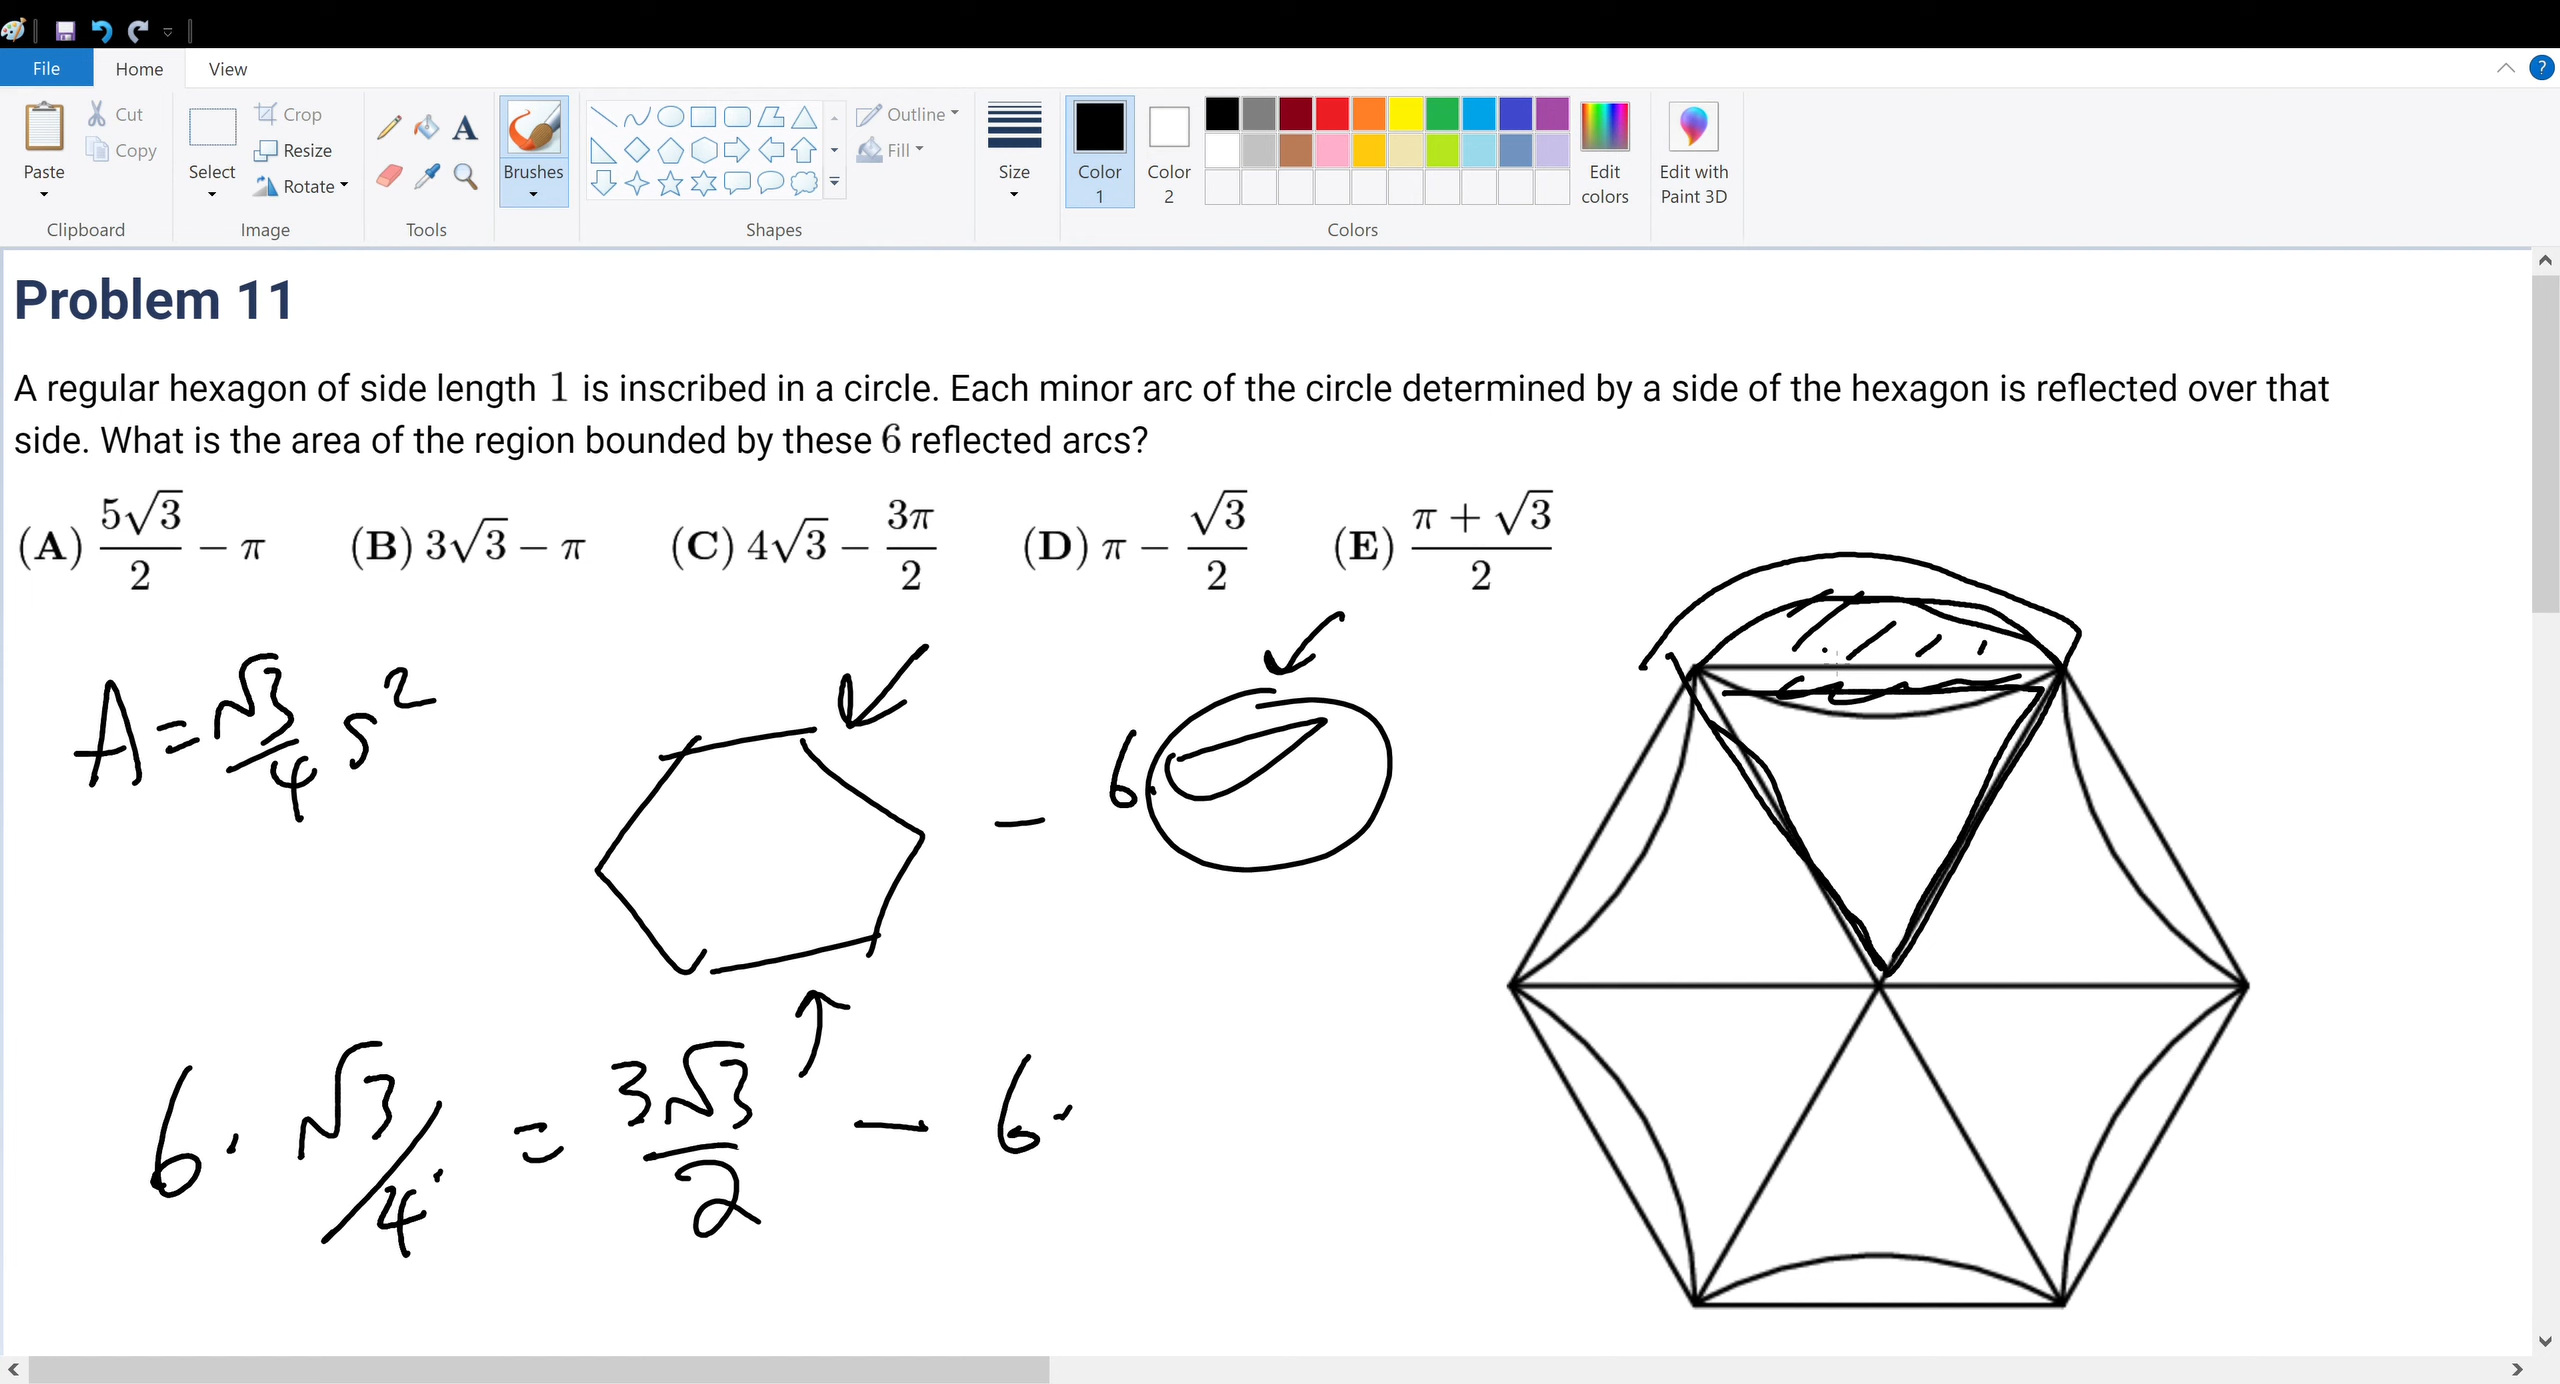 File Home View
Paste Cut Copy Clipboard
Select Crop Resize Rotate Image
A Tools
Brushes
Shapes Outline Fill
Size
Color 1 Color 2 Colors
Edit colors
Edit with Paint 3D
?
Problem 11
A regular hexagon of side length 1 is inscribed in a circle. Each minor arc of the circle determined by a side of the hexagon is reflected over that
side. What is the area of the region bounded by these 6 reflected arcs?
(A) 5√3/2 − π (B) 3√3 − π (C) 4√3 − 3π/2 (D) π − √3/2 (E) (π + √3)/2
A = √3/4 s² − 6·
6 · √3/4 = 3√3/2 − 6·